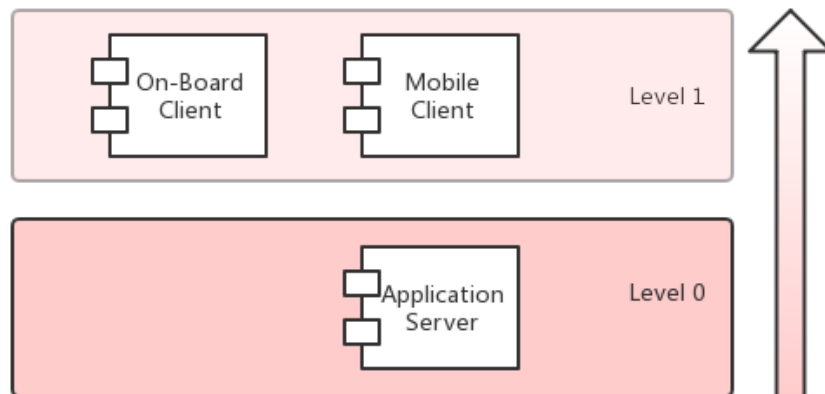 On-Board
Client
Mobile
Client
Level 1
Application
Server
Level 0